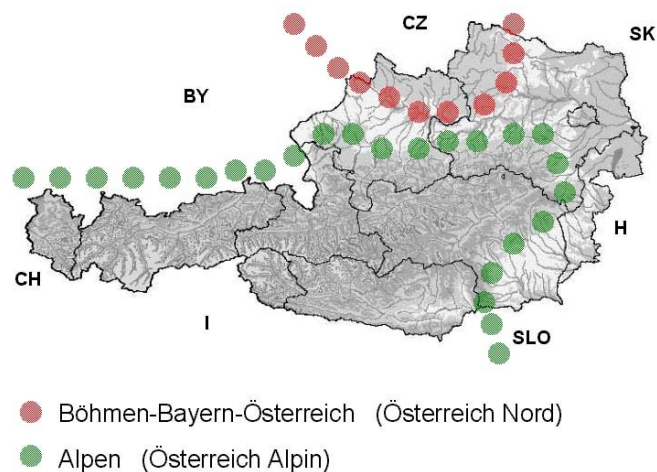 CZ
SK
BY
H
CH
I
SLO
Böhmen-Bayern-Österreich (Österreich Nord)
Alpen (Österreich Alpin)